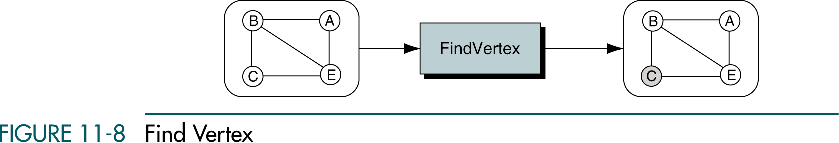 B A
C E
FindVertex
B A
C E
FIGURE 11-8 Find Vertex